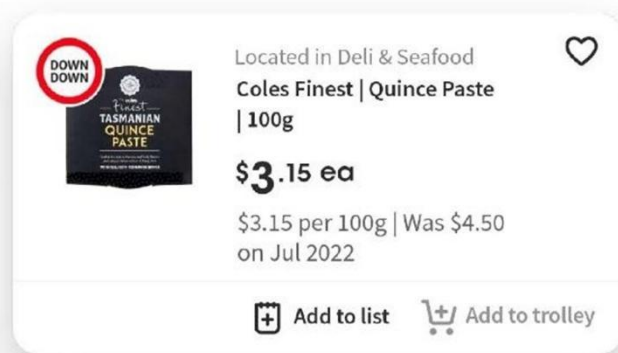 DOWN
DOWN
coles
Finest
TASMANIAN
QUINCE
PASTE
Located in Deli & Seafood
Coles Finest | Quince Paste
| 100g
$3.15 ea
$3.15 per 100g | Was $4.50
on Jul 2022
Add to list
Add to trolley